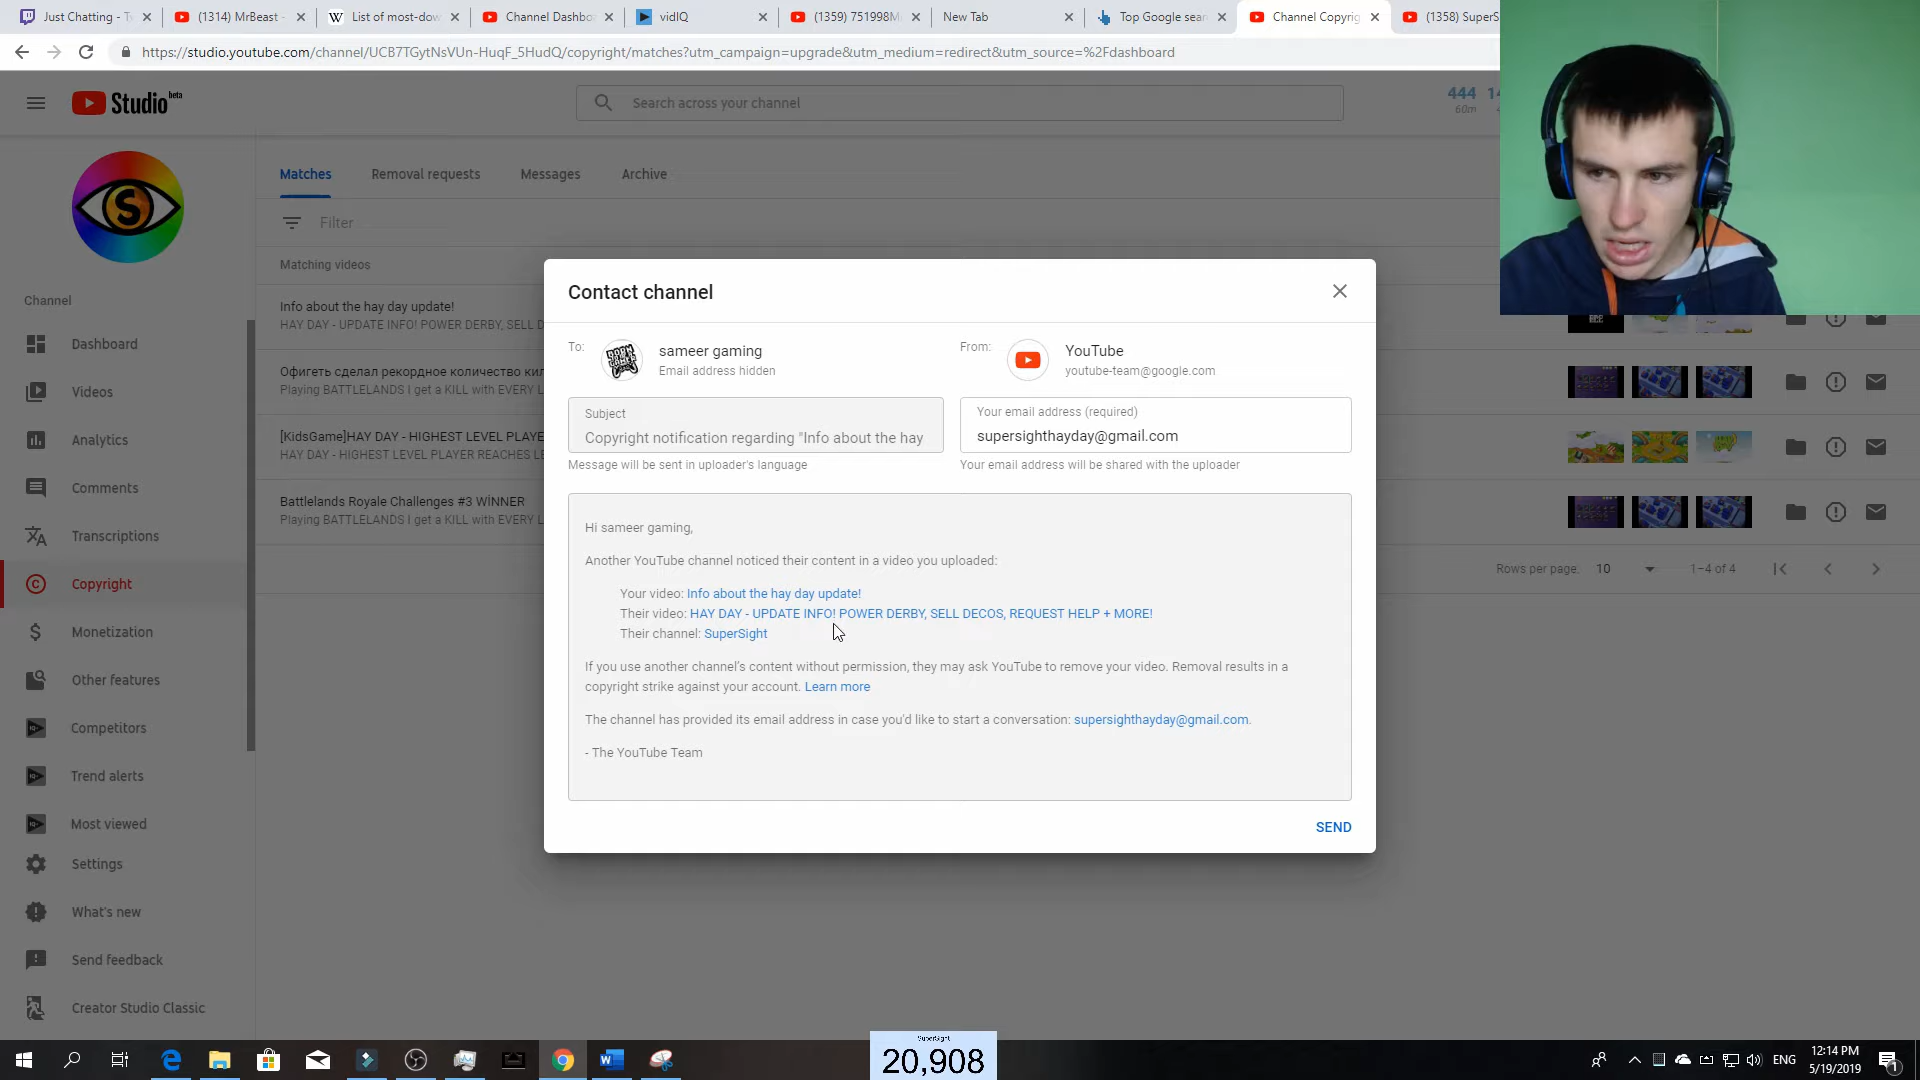 Just Chatting - T
(1314) MrBeast -
List of most-dow
Channel Dashbo
vidIQ
(1359) 751998M
New Tab
Top Google sear
Channel Copyrig
(1358) SuperS
https://studio.youtube.com/channel/UCB7TGytNsVUn-HuqF_5HudQ/copyright/matches?utm_campaign=upgrade&utm_medium=redirect&utm_source=%2Fdashboard
Studio beta
Search across your channel
444
60m
Matches
Removal requests
Messages
Archive
Filter
Matching videos
Channel
Info about the hay day update!
HAY DAY - UPDATE INFO! POWER DERBY, SELL D
Офигеть сделал рекордное количество кил
Playing BATTLELANDS I get a KILL with EVERY L
[KidsGame]HAY DAY - HIGHEST LEVEL PLAYE
HAY DAY - HIGHEST LEVEL PLAYER REACHES LE
Battlelands Royale Challenges #3 WİNNER
Playing BATTLELANDS I get a KILL with EVERY L
Dashboard
Videos
Analytics
Comments
Transcriptions
Copyright
Monetization
Other features
Competitors
Trend alerts
Most viewed
Settings
What's new
Send feedback
Creator Studio Classic
Contact channel
To:
sameer gaming
Email address hidden
From:
YouTube
youtube-team@google.com
Subject
Copyright notification regarding "Info about the hay
Message will be sent in uploader's language
Your email address (required)
supersighthayday@gmail.com
Your email address will be shared with the uploader
Hi sameer gaming,
Another YouTube channel noticed their content in a video you uploaded:
Your video: Info about the hay day update!
Their video: HAY DAY - UPDATE INFO! POWER DERBY, SELL DECOS, REQUEST HELP + MORE!
Their channel: SuperSight
If you use another channel's content without permission, they may ask YouTube to remove your video. Removal results in a
copyright strike against your account. Learn more
The channel has provided its email address in case you'd like to start a conversation: supersighthayday@gmail.com.
- The YouTube Team
SEND
Rows per page: 10
1–4 of 4
SuperSight
20,908
ENG
12:14 PM
5/19/2019
1